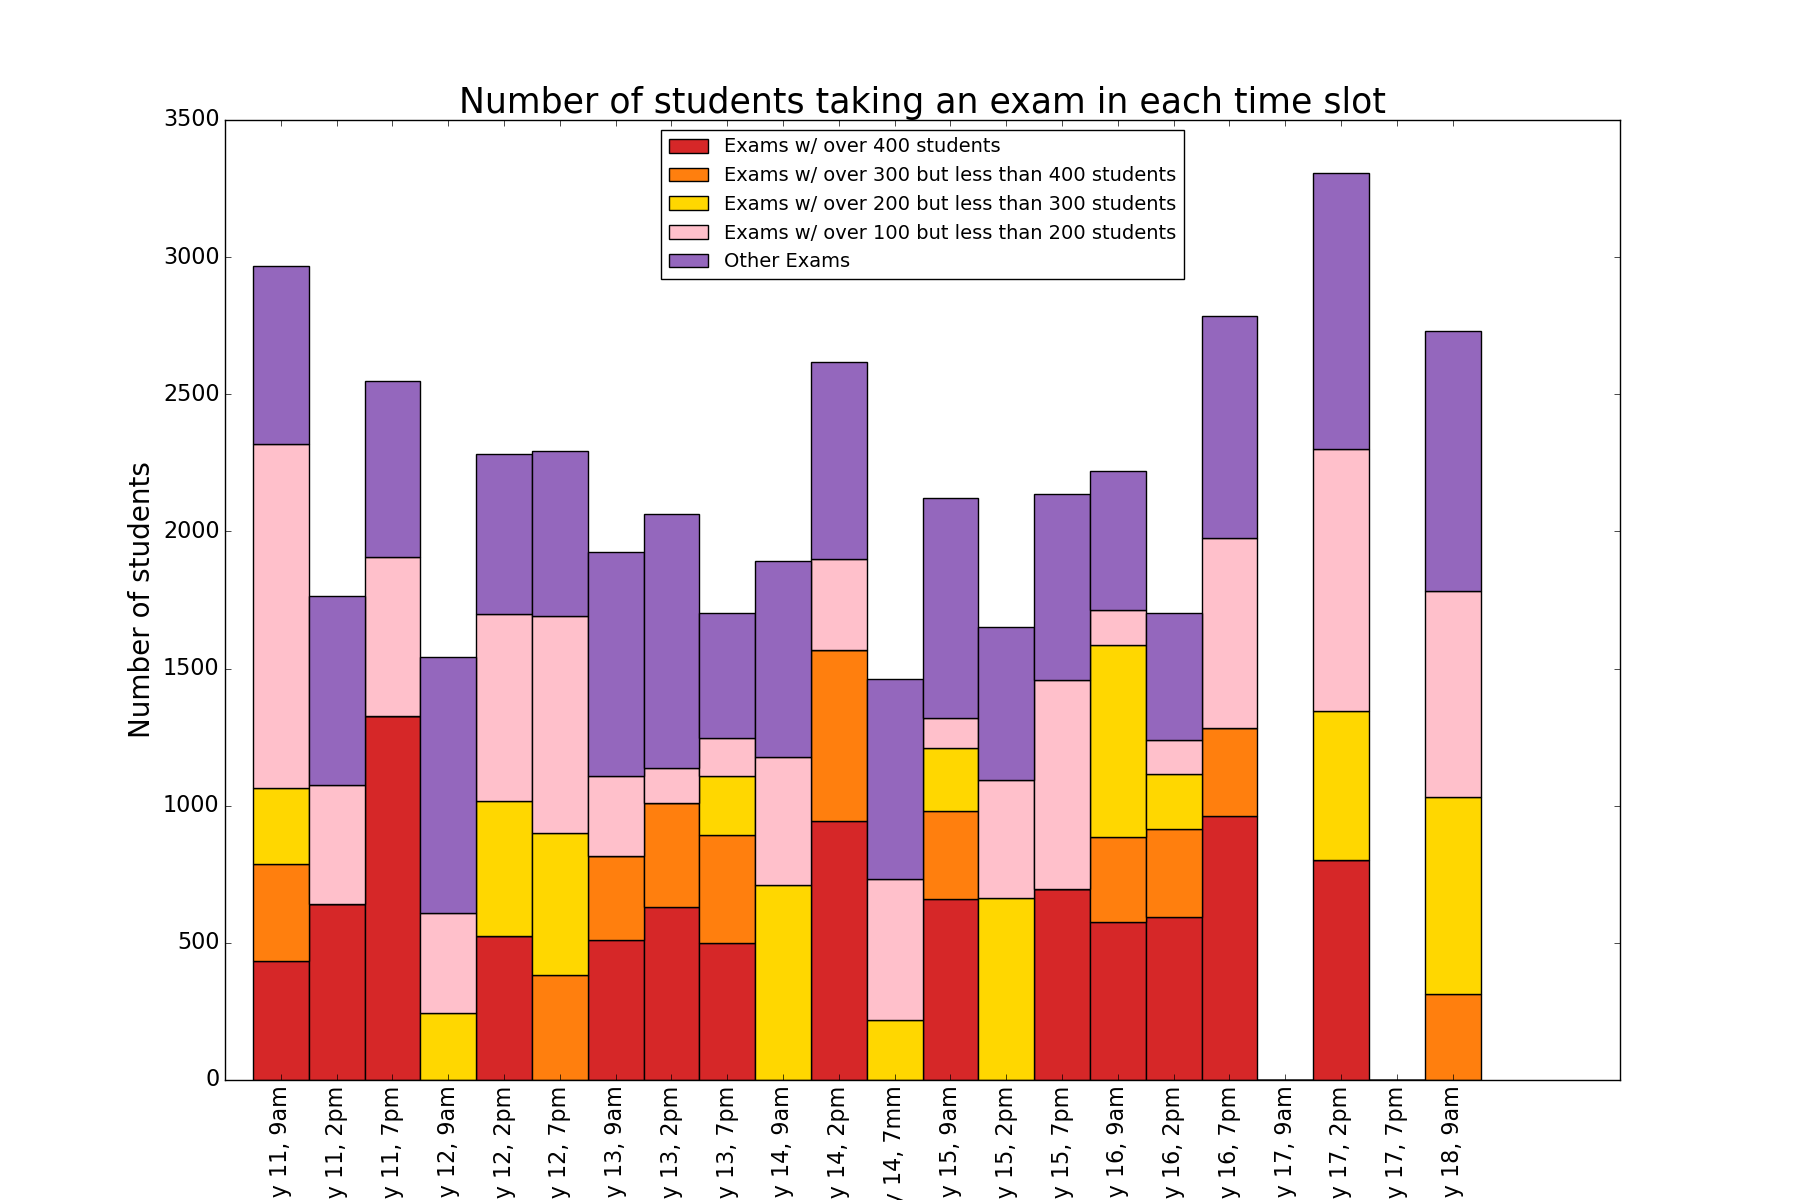 Number of students taking an exam in each time slot
3500
3000
2500
2000
1500
1000
500
0
Number of students
Exams w/ over 400 students
Exams w/ over 300 but less than 400 students
Exams w/ over 200 but less than 300 students
Exams w/ over 100 but less than 200 students
Other Exams
y 11, 9am
y 11, 2pm
y 11, 7pm
y 12, 9am
y 12, 2pm
y 12, 7pm
y 13, 9am
y 13, 2pm
y 13, 7pm
y 14, 9am
y 14, 2pm
y 14, 7mm
y 15, 9am
y 15, 2pm
y 15, 7pm
y 16, 9am
y 16, 2pm
y 16, 7pm
y 17, 9am
y 17, 2pm
y 17, 7pm
y 18, 9am